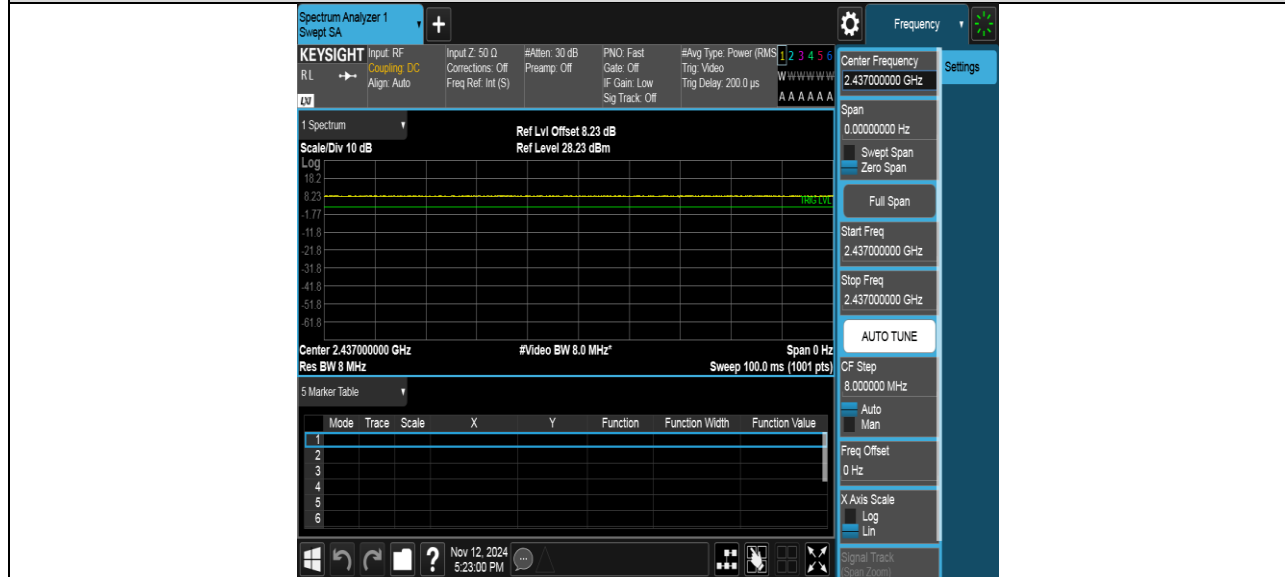 Spectrum Analyzer 1
Swept SA
+
Frequency
KEYSIGHT
RL
LXI
Input: RF
Coupling: DC
Align: Auto
Input Z: 50 Ω
Corrections: Off
Freq Ref: Int (S)
#Atten: 30 dB
Preamp: Off
PNO: Fast
Gate: Off
IF Gain: Low
Sig Track: Off
#Avg Type: Power (RMS
Trig: Video
Trig Delay: 200.0 µs
1 2 3 4 5 6
W W W W W W
A A A A A A
1 Spectrum
Scale/Div 10 dB
Ref Lvl Offset 8.23 dB
Ref Level 28.23 dBm
Log
18.2
8.23
-1.77
-11.8
-21.8
-31.8
-41.8
-51.8
-61.8
TRIG LVL
Center 2.437000000 GHz
#Video BW 8.0 MHz*
Span 0 Hz
Res BW 8 MHz
Sweep 100.0 ms (1001 pts)
5 Marker Table
Mode Trace Scale X Y Function Function Width Function Value
1
2
3
4
5
6
Nov 12, 2024
5:23:00 PM
?
Center Frequency
2.437000000 GHz
Settings
Span
0.00000000 Hz
Swept Span
Zero Span
Full Span
Start Freq
2.437000000 GHz
Stop Freq
2.437000000 GHz
AUTO TUNE
CF Step
8.000000 MHz
Auto
Man
Freq Offset
0 Hz
X Axis Scale
Log
Lin
Signal Track
(Span Zoom)